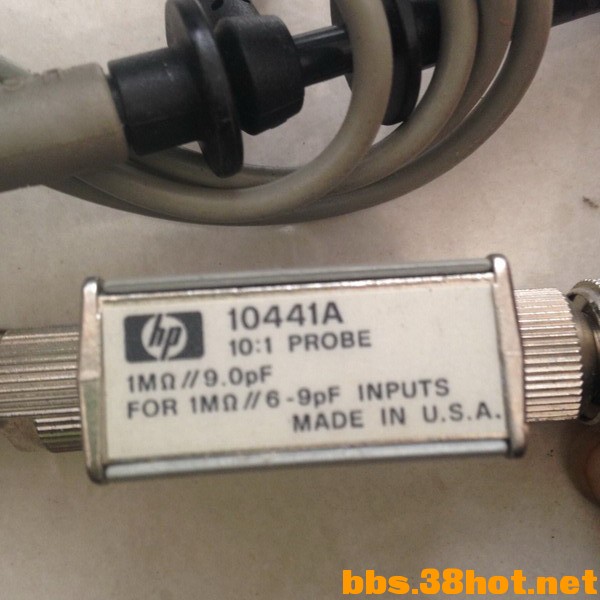 hp 10441A
10:1 PROBE
1MΩ//9.0pF
FOR 1MΩ//6-9pF INPUTS
MADE IN U.S.A.
bbs.38hot.net